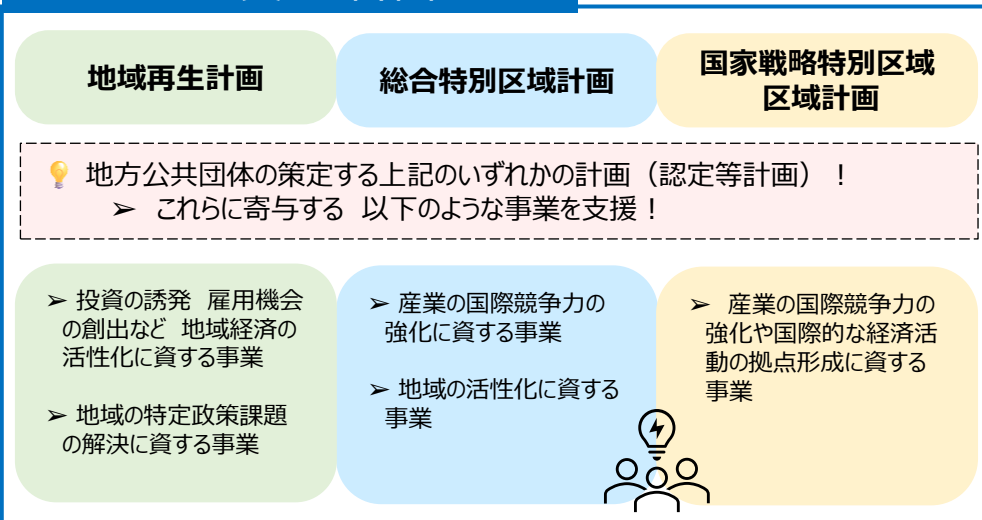 地域再生計画
総合特別区域計画
国家戦略特別区域
区域計画
地方公共団体の策定する上記のいずれかの計画（認定等計画）！
➢ これらに寄与する 以下のような事業を支援！
➢ 投資の誘発 雇用機会
の創出など 地域経済の
活性化に資する事業
➢ 地域の特定政策課題
の解決に資する事業
➢ 産業の国際競争力の
強化に資する事業
➢ 地域の活性化に資する
事業
➢ 産業の国際競争力の
強化や国際的な経済活
動の拠点形成に資する
事業